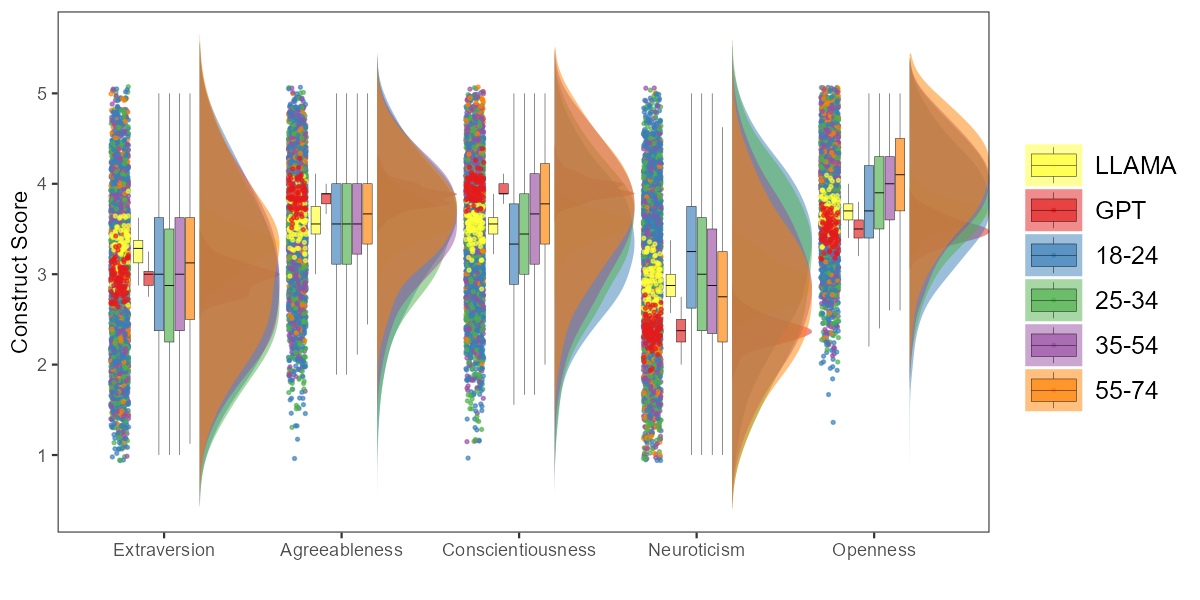 Construct Score
5
4
3
2
1
Extraversion
Agreeableness
Conscientiousness
Neuroticism
Openness
LLAMA
GPT
18-24
25-34
35-54
55-74